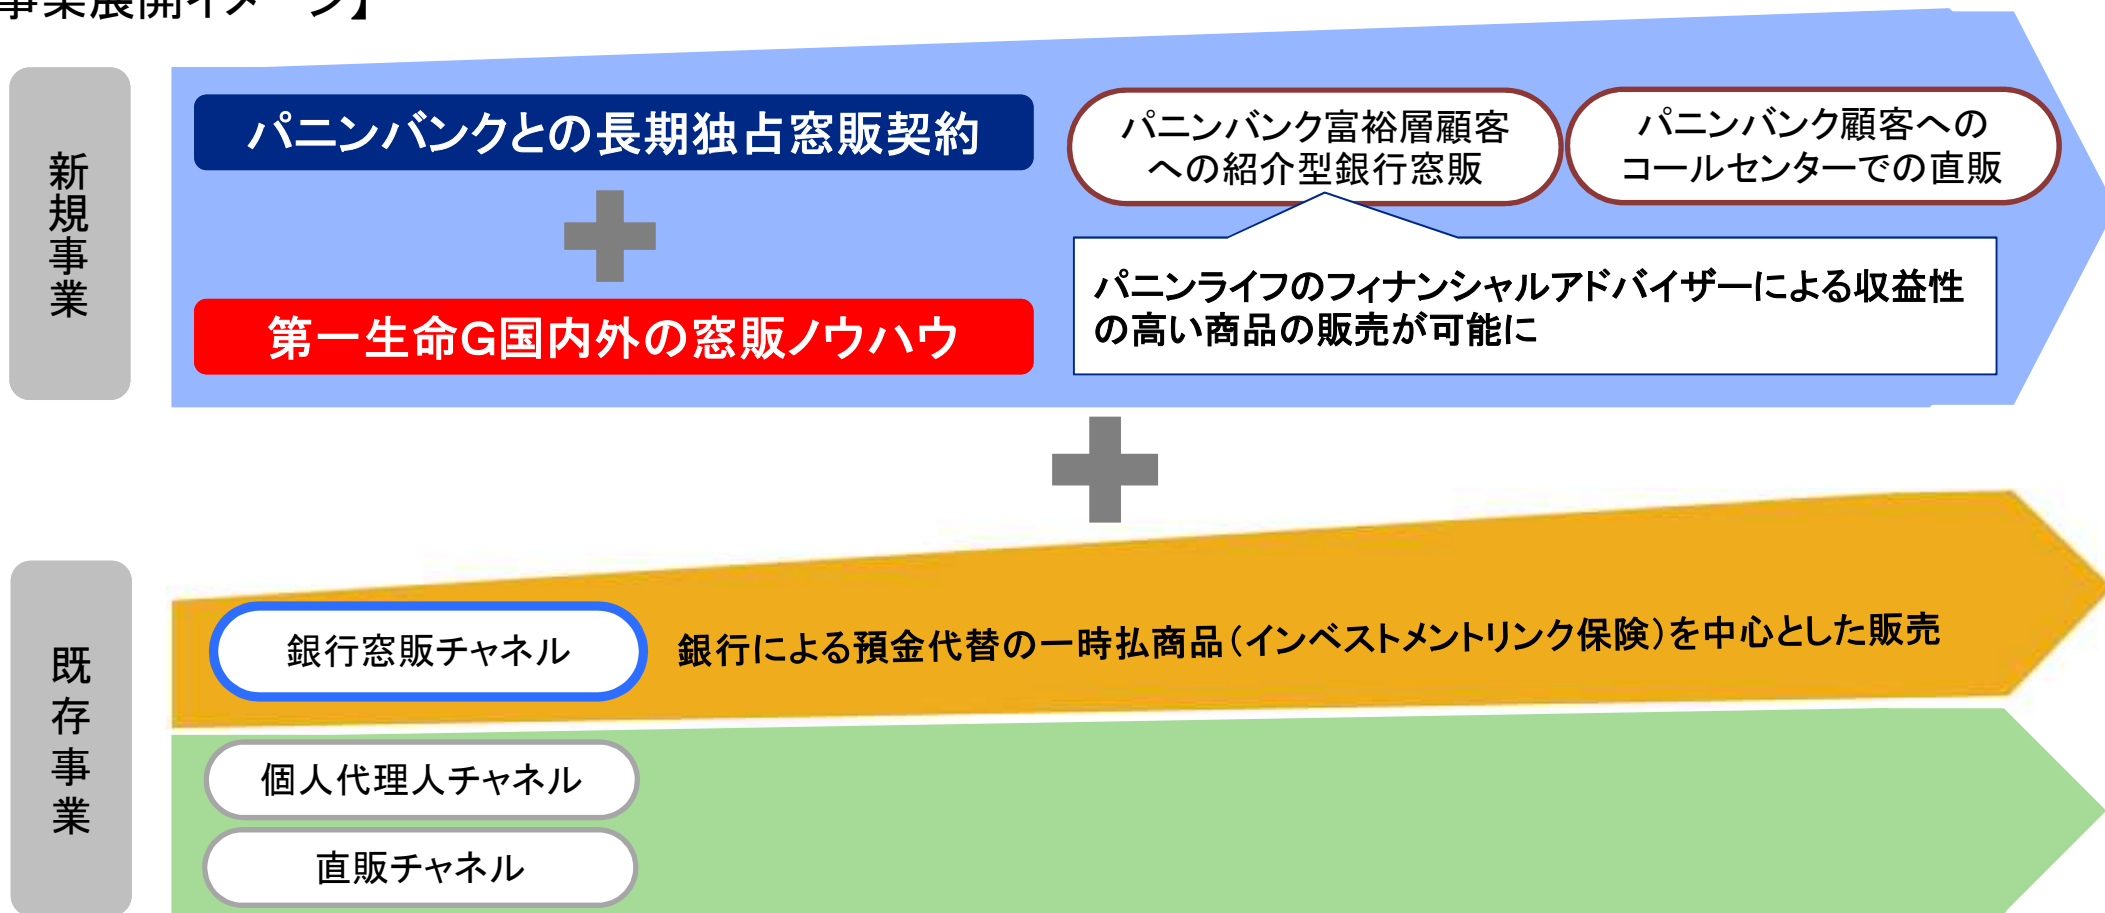 事業展開イメージ】
新規事業
パニンバンクとの長期独占窓販契約
第一生命G国内外の窓販ノウハウ
パニンバンク富裕層顧客
への紹介型銀行窓販
パニンバンク顧客への
コールセンターでの直販
パニンライフのフィナンシャルアドバイザーによる収益性
の高い商品の販売が可能に
既存事業
銀行窓販チャネル
銀行による預金代替の一時払商品(インベストメントリンク保険)を中心とした販売
個人代理人チャネル
直販チャネル